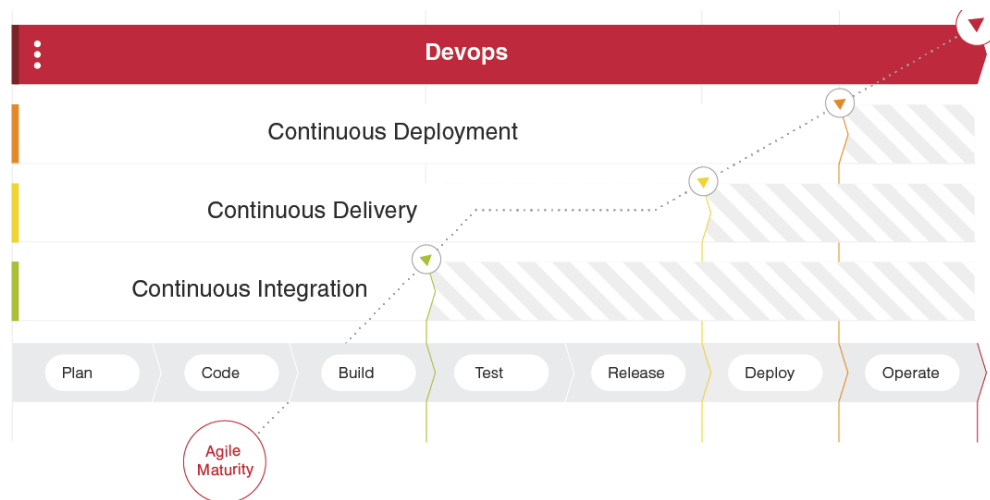 Devops
Continuous Deployment
Continuous Delivery
Continuous Integration
Plan
Code
Build
Test
Release
Deploy
Operate
Agile
Maturity